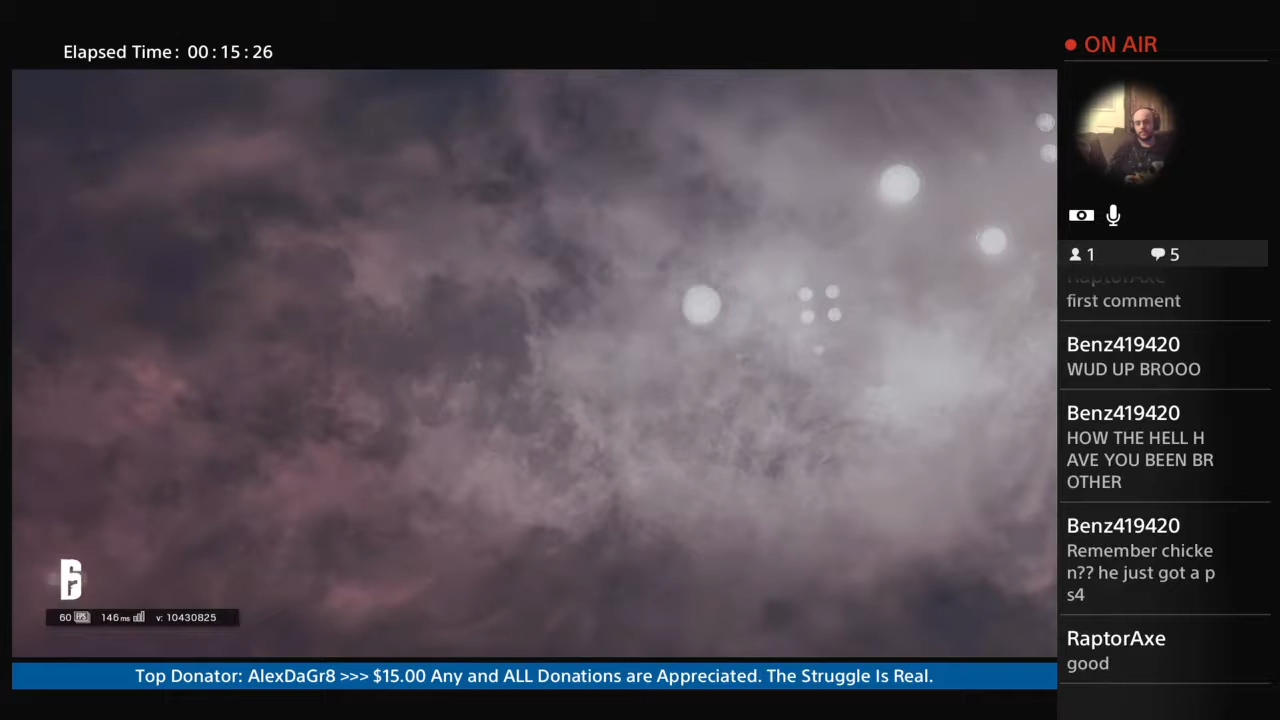 Elapsed Time: 00:15:26
ON AIR
1 5
RaptorAxe
first comment
Benz419420
WUD UP BROOO
Benz419420
HOW THE HELL H
AVE YOU BEEN BR
OTHER
Benz419420
Remember chicke
n?? he just got a p
s4
RaptorAxe
good
60 FPS 146 ms v: 10430825
Top Donator: AlexDaGr8 >>> $15.00 Any and ALL Donations are Appreciated. The Struggle Is Real.